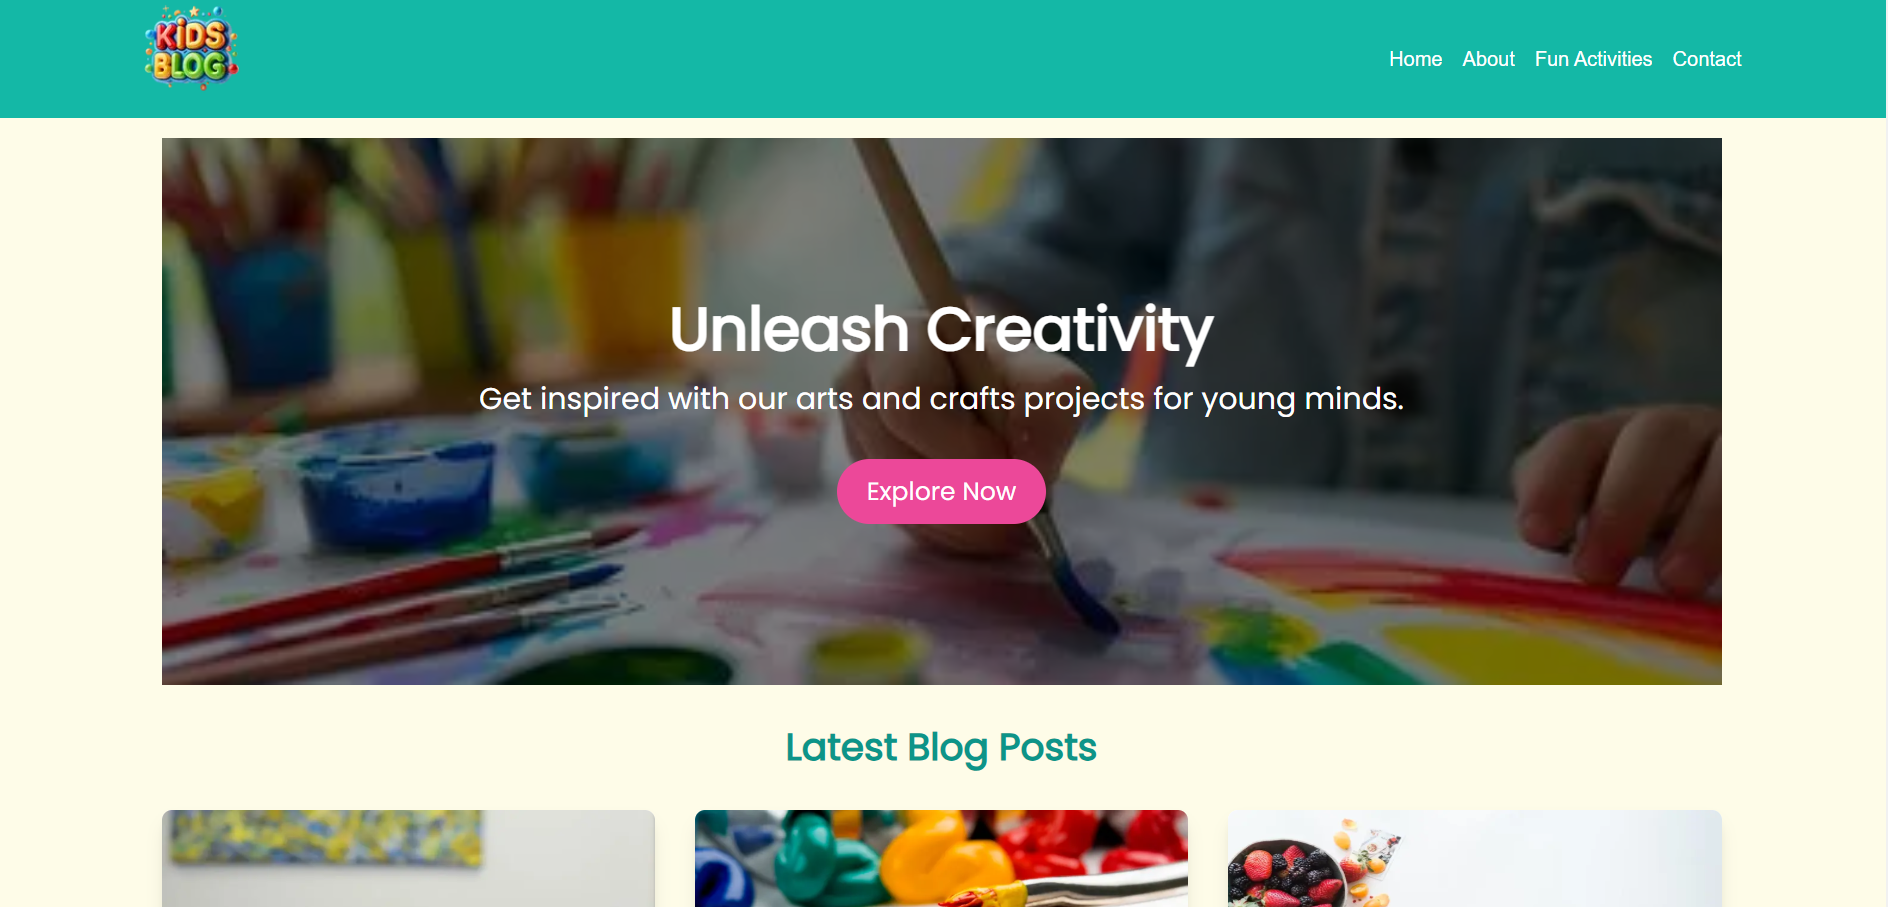 KIDS
BLOG
Home About Fun Activities Contact
Unleash Creativity
Get inspired with our arts and crafts projects for young minds.
Explore Now
Latest Blog Posts